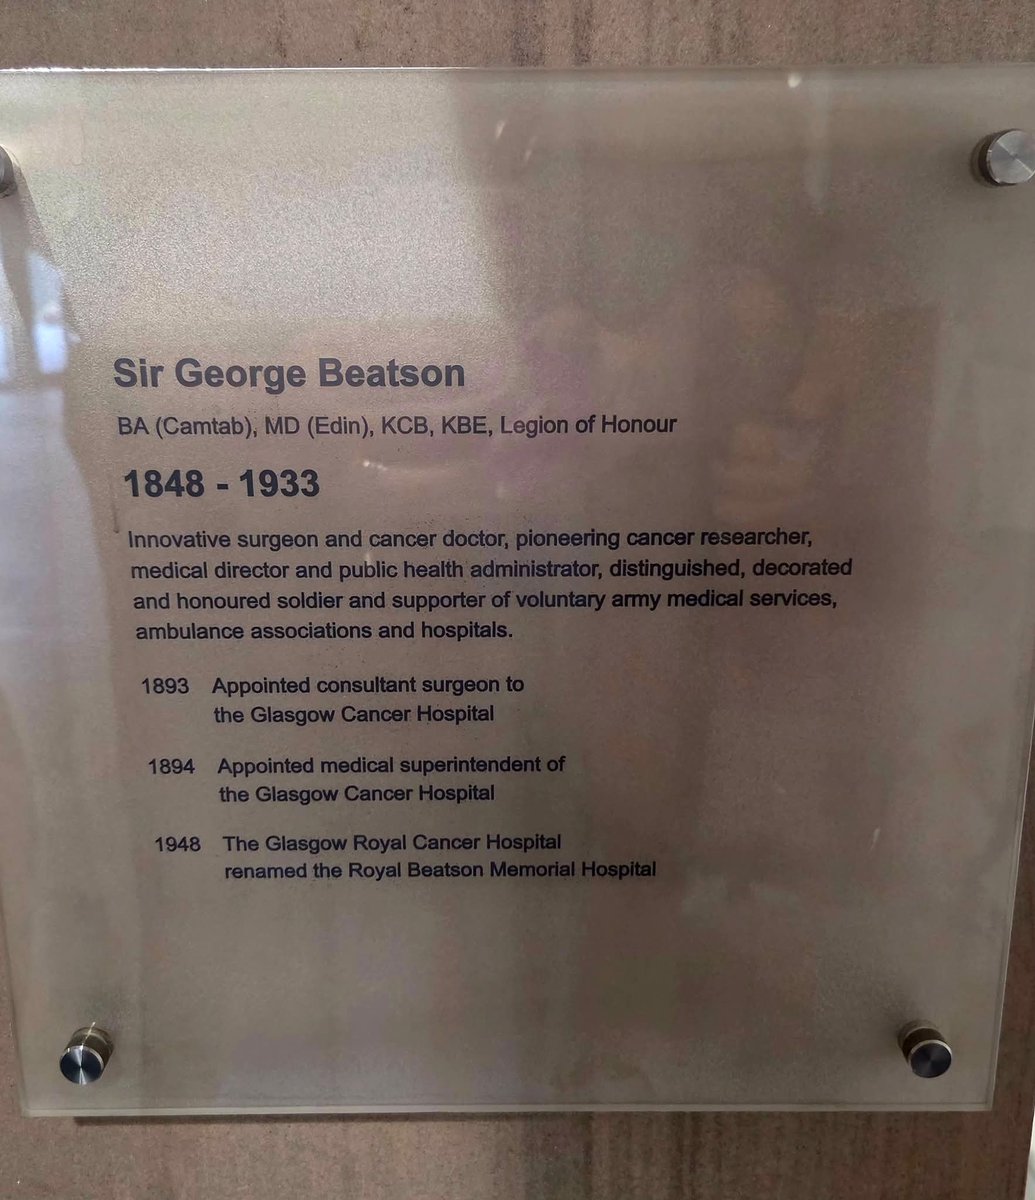 Sir George Beatson
BA (Camtab), MD (Edin), KCB, KBE, Legion of Honour
1848 - 1933
Innovative surgeon and cancer doctor, pioneering cancer researcher,
medical director and public health administrator, distinguished, decorated
and honoured soldier and supporter of voluntary army medical services,
ambulance associations and hospitals.
1893 Appointed consultant surgeon to
the Glasgow Cancer Hospital
1894 Appointed medical superintendent of
the Glasgow Cancer Hospital
1948 The Glasgow Royal Cancer Hospital
renamed the Royal Beatson Memorial Hospital